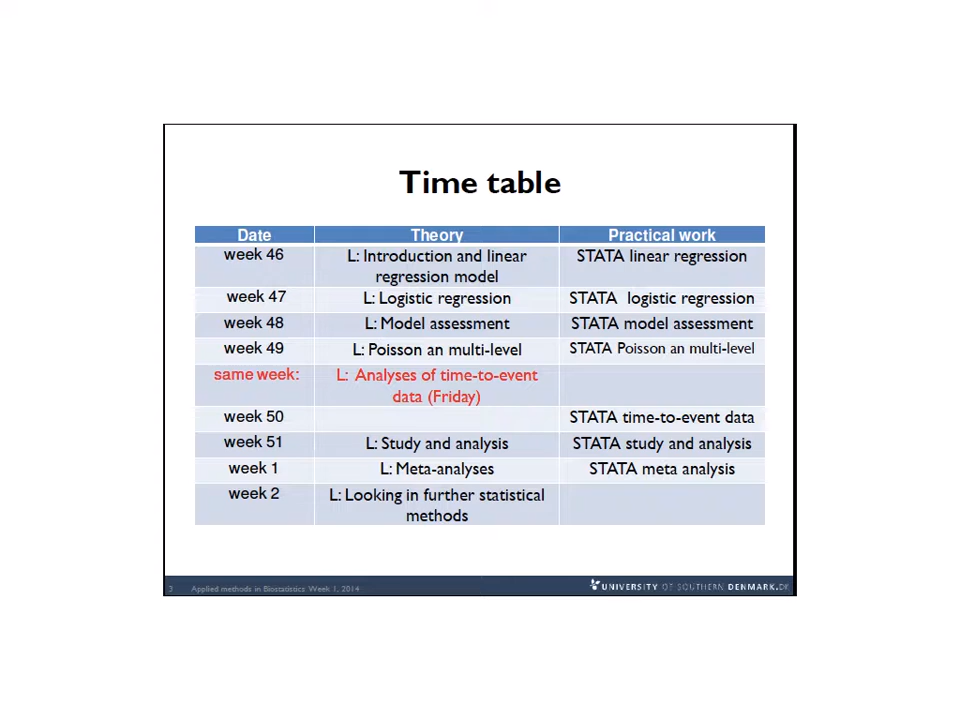 Time table
Date Theory Practical work
week 46 L: Introduction and linear STATA linear regression
regression model
week 47 L: Logistic regression STATA logistic regression
week 48 L: Model assessment STATA model assessment
week 49 L: Poisson an multi-level STATA Poisson an multi-level
same week: L: Analyses of time-to-event
data (Friday)
week 50 STATA time-to-event data
week 51 L: Study and analysis STATA study and analysis
week 1 L: Meta-analyses STATA meta analysis
week 2 L: Looking in further statistical
methods
3 Applied methods in Biostatistics Week 1, 2014 UNIVERSITY OF SOUTHERN DENMARK.DK